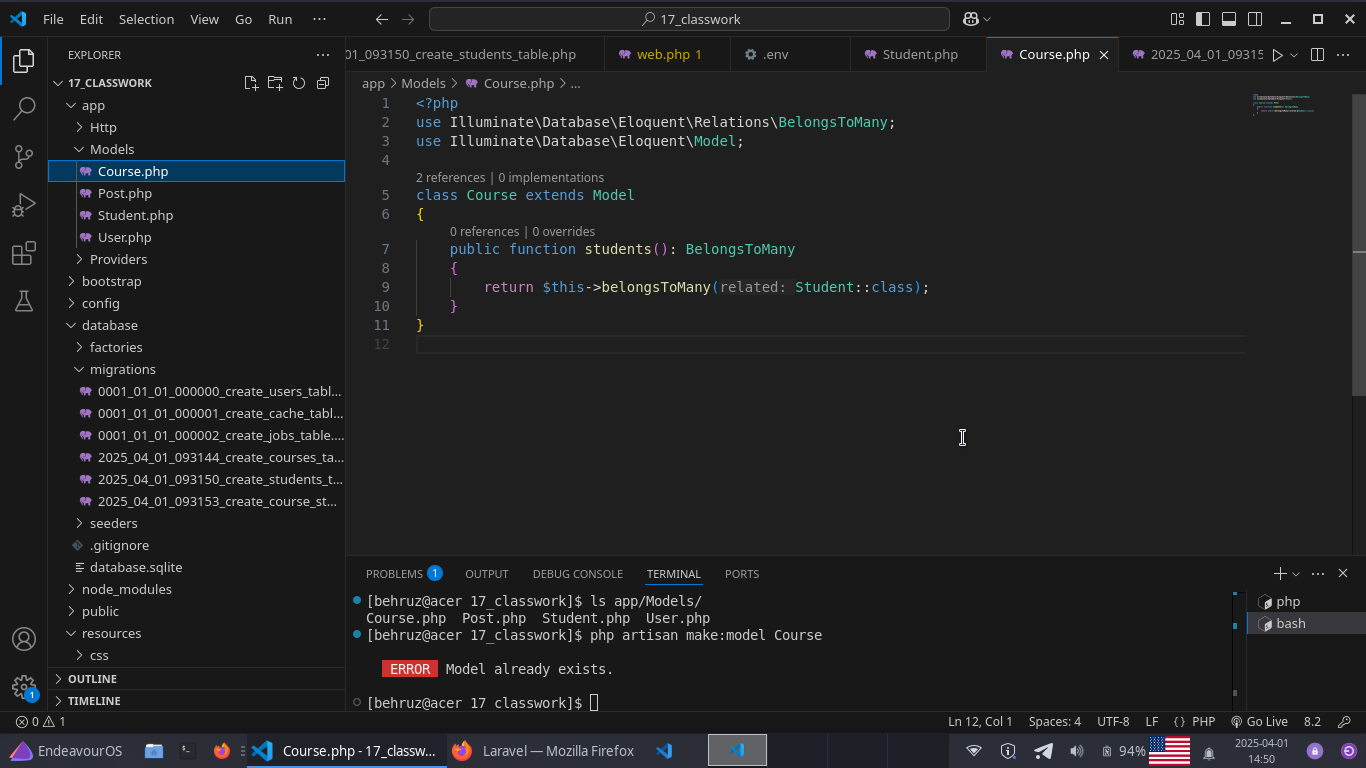 File Edit Selection View Go Run ··· 17_classwork
EXPLORER ···
17_CLASSWORK
app
Http
Models
Course.php
Post.php
Student.php
User.php
Providers
bootstrap
config
database
factories
migrations
0001_01_01_000000_create_users_tabl...
0001_01_01_000001_create_cache_tabl...
0001_01_01_000002_create_jobs_table....
2025_04_01_093144_create_courses_ta...
2025_04_01_093150_create_students_t...
2025_04_01_093153_create_course_st...
seeders
.gitignore
database.sqlite
node_modules
public
resources
css
OUTLINE
TIMELINE
1
01_093150_create_students_table.php web.php 1 .env Student.php Course.php 2025_04_01_09315
app > Models > Course.php > ...
1 <?php
2 use Illuminate\Database\Eloquent\Relations\BelongsToMany;
3 use Illuminate\Database\Eloquent\Model;
4
2 references | 0 implementations
5 class Course extends Model
6 {
0 references | 0 overrides
7 public function students(): BelongsToMany
8 {
9 return $this->belongsToMany(related: Student::class);
10 }
11 }
12
PROBLEMS 1 OUTPUT DEBUG CONSOLE TERMINAL PORTS
[behruz@acer 17_classwork]$ ls app/Models/
Course.php Post.php Student.php User.php
[behruz@acer 17_classwork]$ php artisan make:model Course
ERROR Model already exists.
[behruz@acer 17_classwork]$
php
bash
0 1 Ln 12, Col 1 Spaces: 4 UTF-8 LF { } PHP Go Live 8.2
EndeavourOS Course.php - 17_classw... Laravel — Mozilla Firefox 94% 2025-04-01
14:50